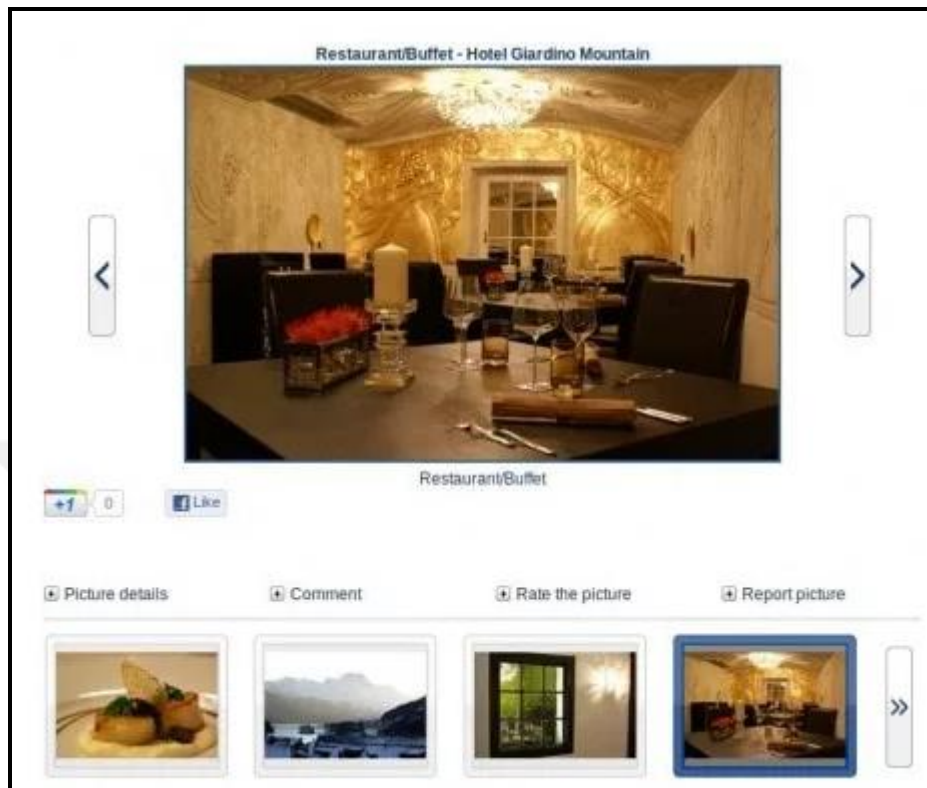 Restaurant/Buffet - Hotel Giardino Mountain
Restaurant/Buffet
+1 0 Like
Picture details Comment Rate the picture Report picture